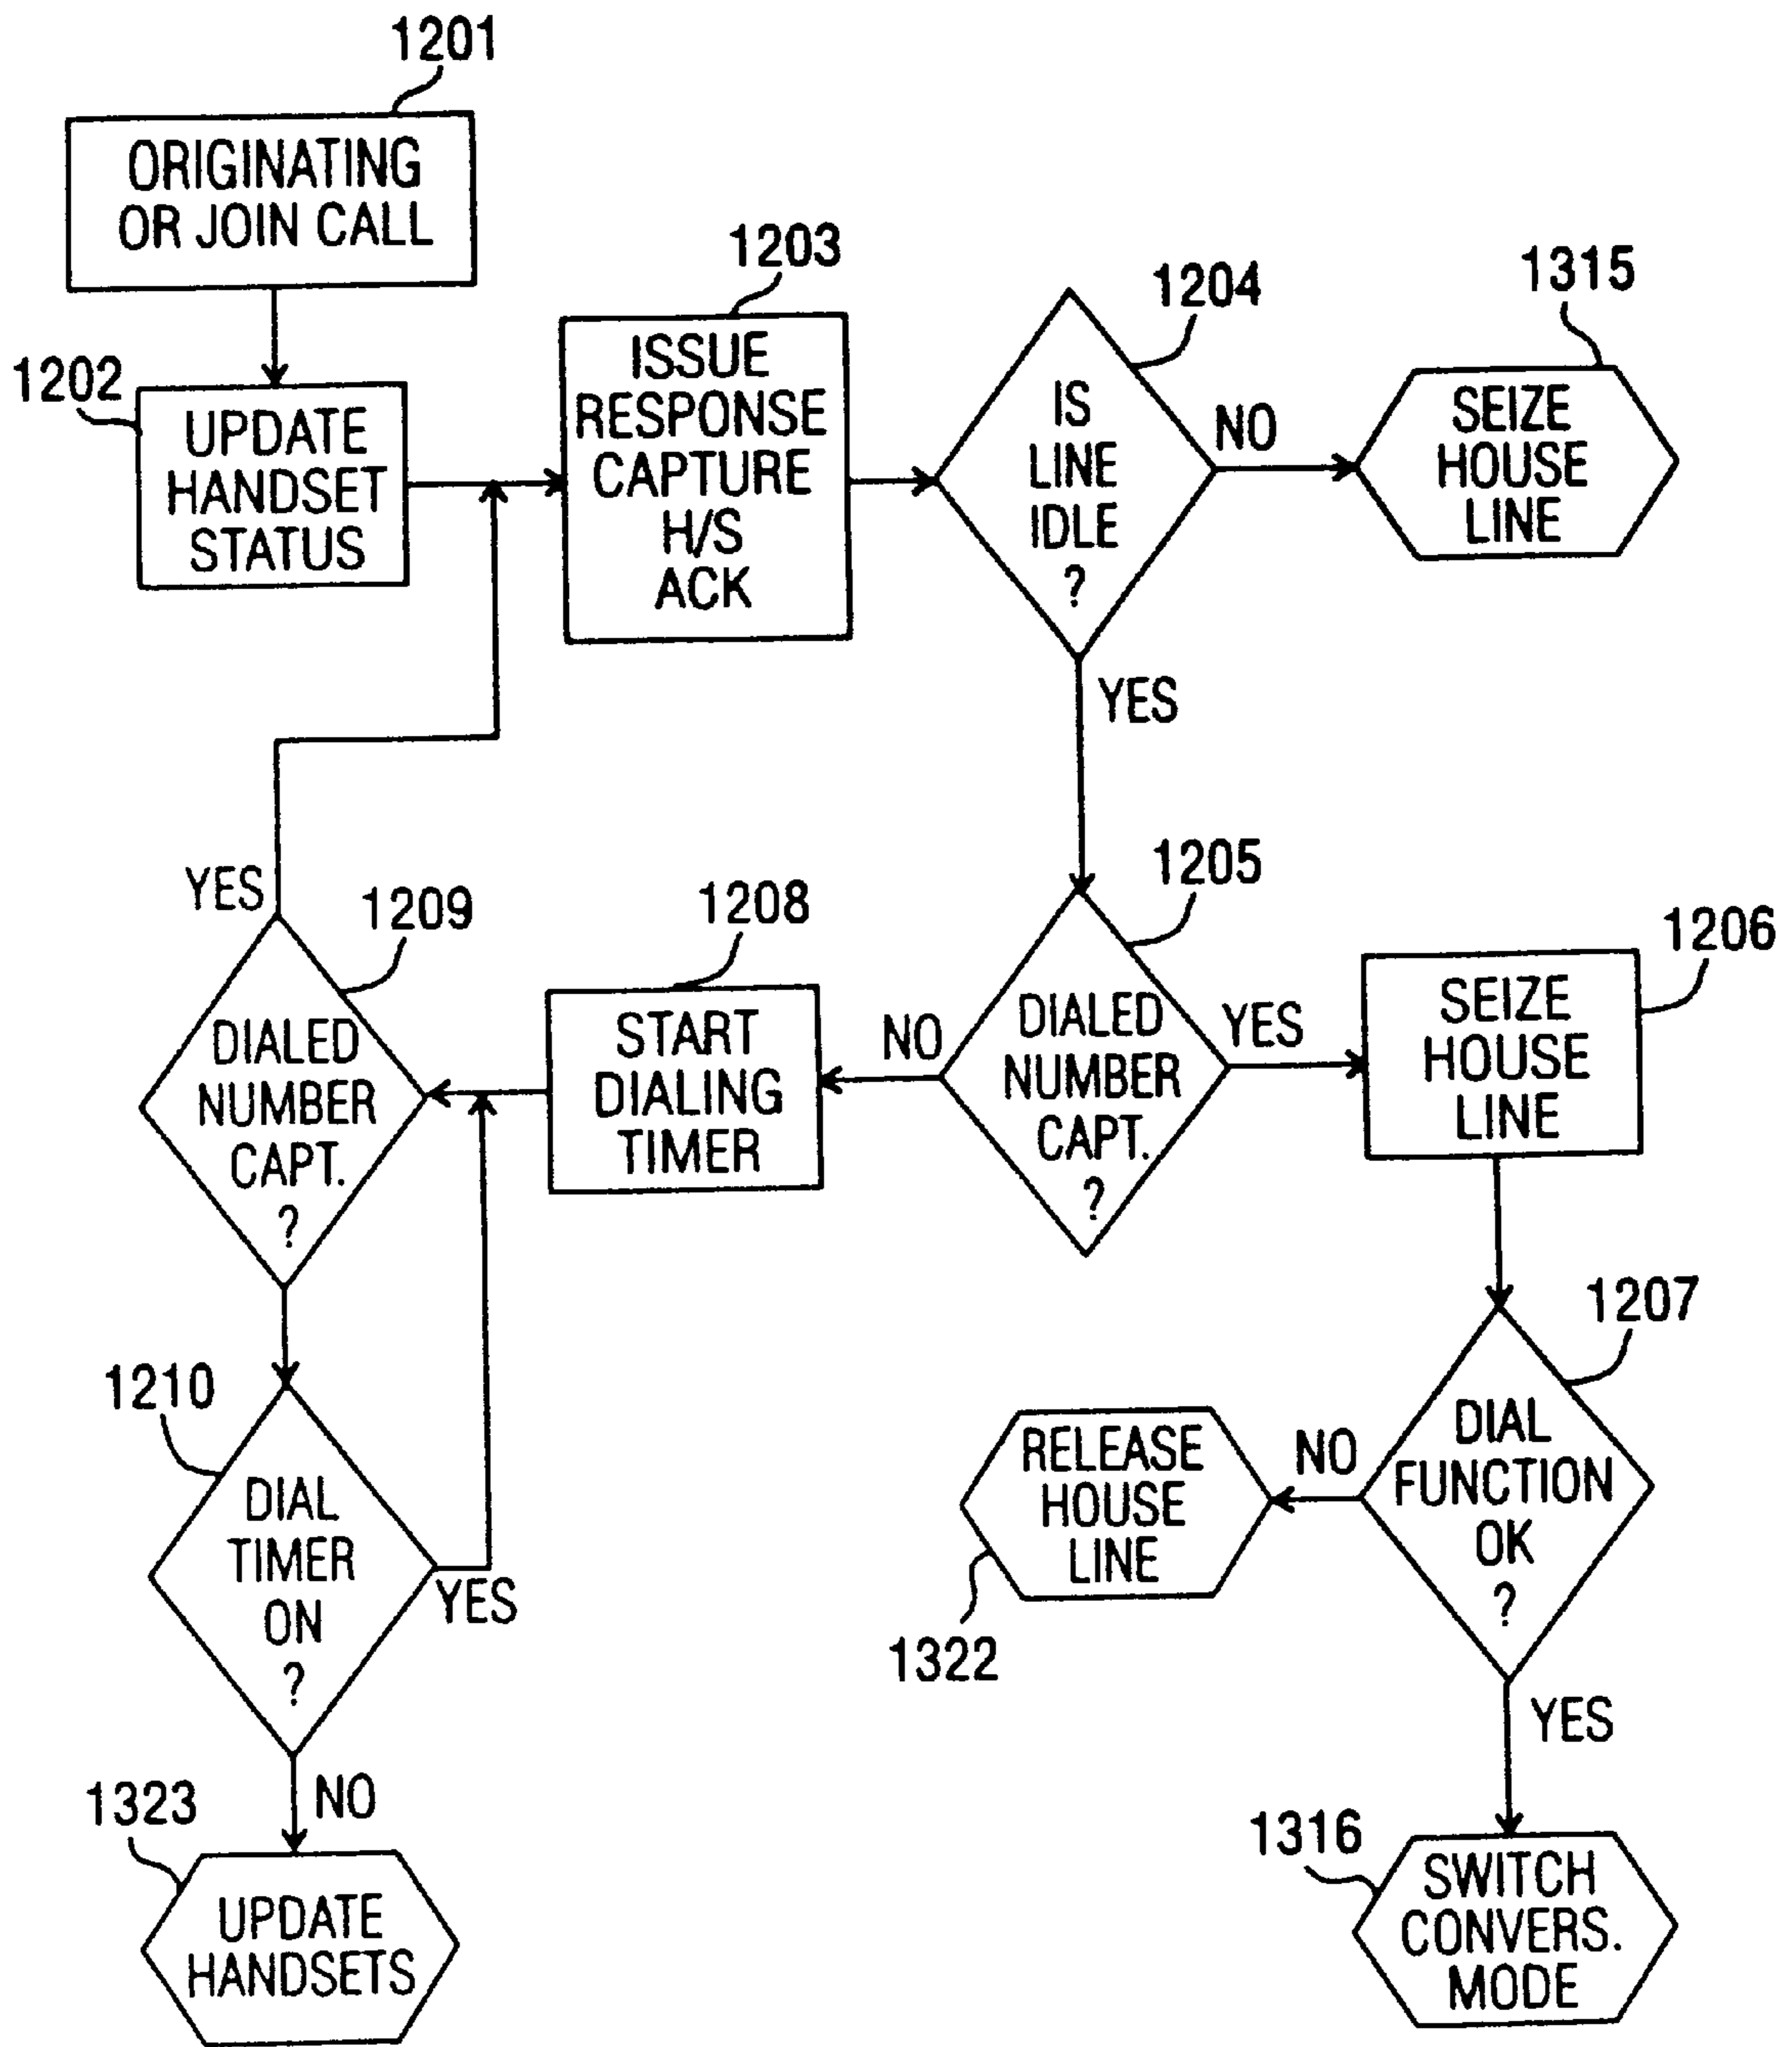 1201
ORIGINATING
OR JOIN CALL
1202
UPDATE
HANDSET
STATUS
1203
ISSUE
RESPONSE
CAPTURE
H/S
ACK
1204
IS
LINE
IDLE
?
NO
1315
SEIZE
HOUSE
LINE
YES
1205
DIALED
NUMBER
CAPT.
?
YES
1206
SEIZE
HOUSE
LINE
NO
1208
START
DIALING
TIMER
1209
YES
DIALED
NUMBER
CAPT.
?
1210
DIAL
TIMER
ON
?
YES
NO
1323
UPDATE
HANDSETS
1207
DIAL
FUNCTION
OK
?
NO
RELEASE
HOUSE
LINE
1322
YES
1316
SWITCH
CONVERS.
MODE